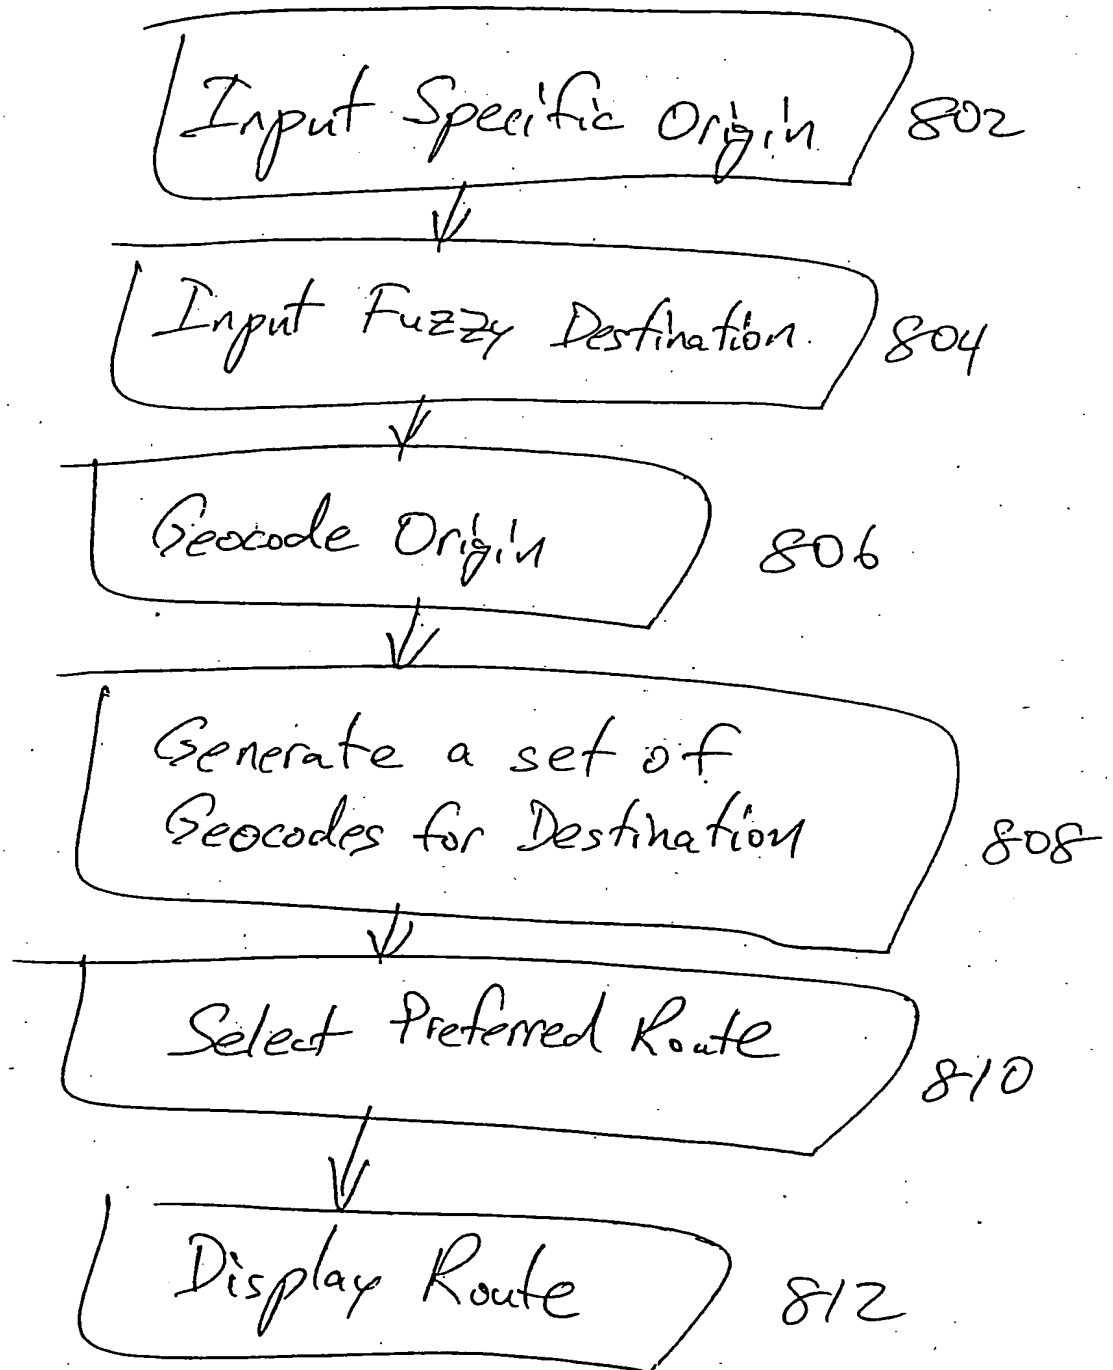 Input Specific Origin 802
Input Fuzzy Destination 804
Geocode Origin 806
Generate a set of
Geocodes for Destination 808
Select Preferred Route 810
Display Route 812